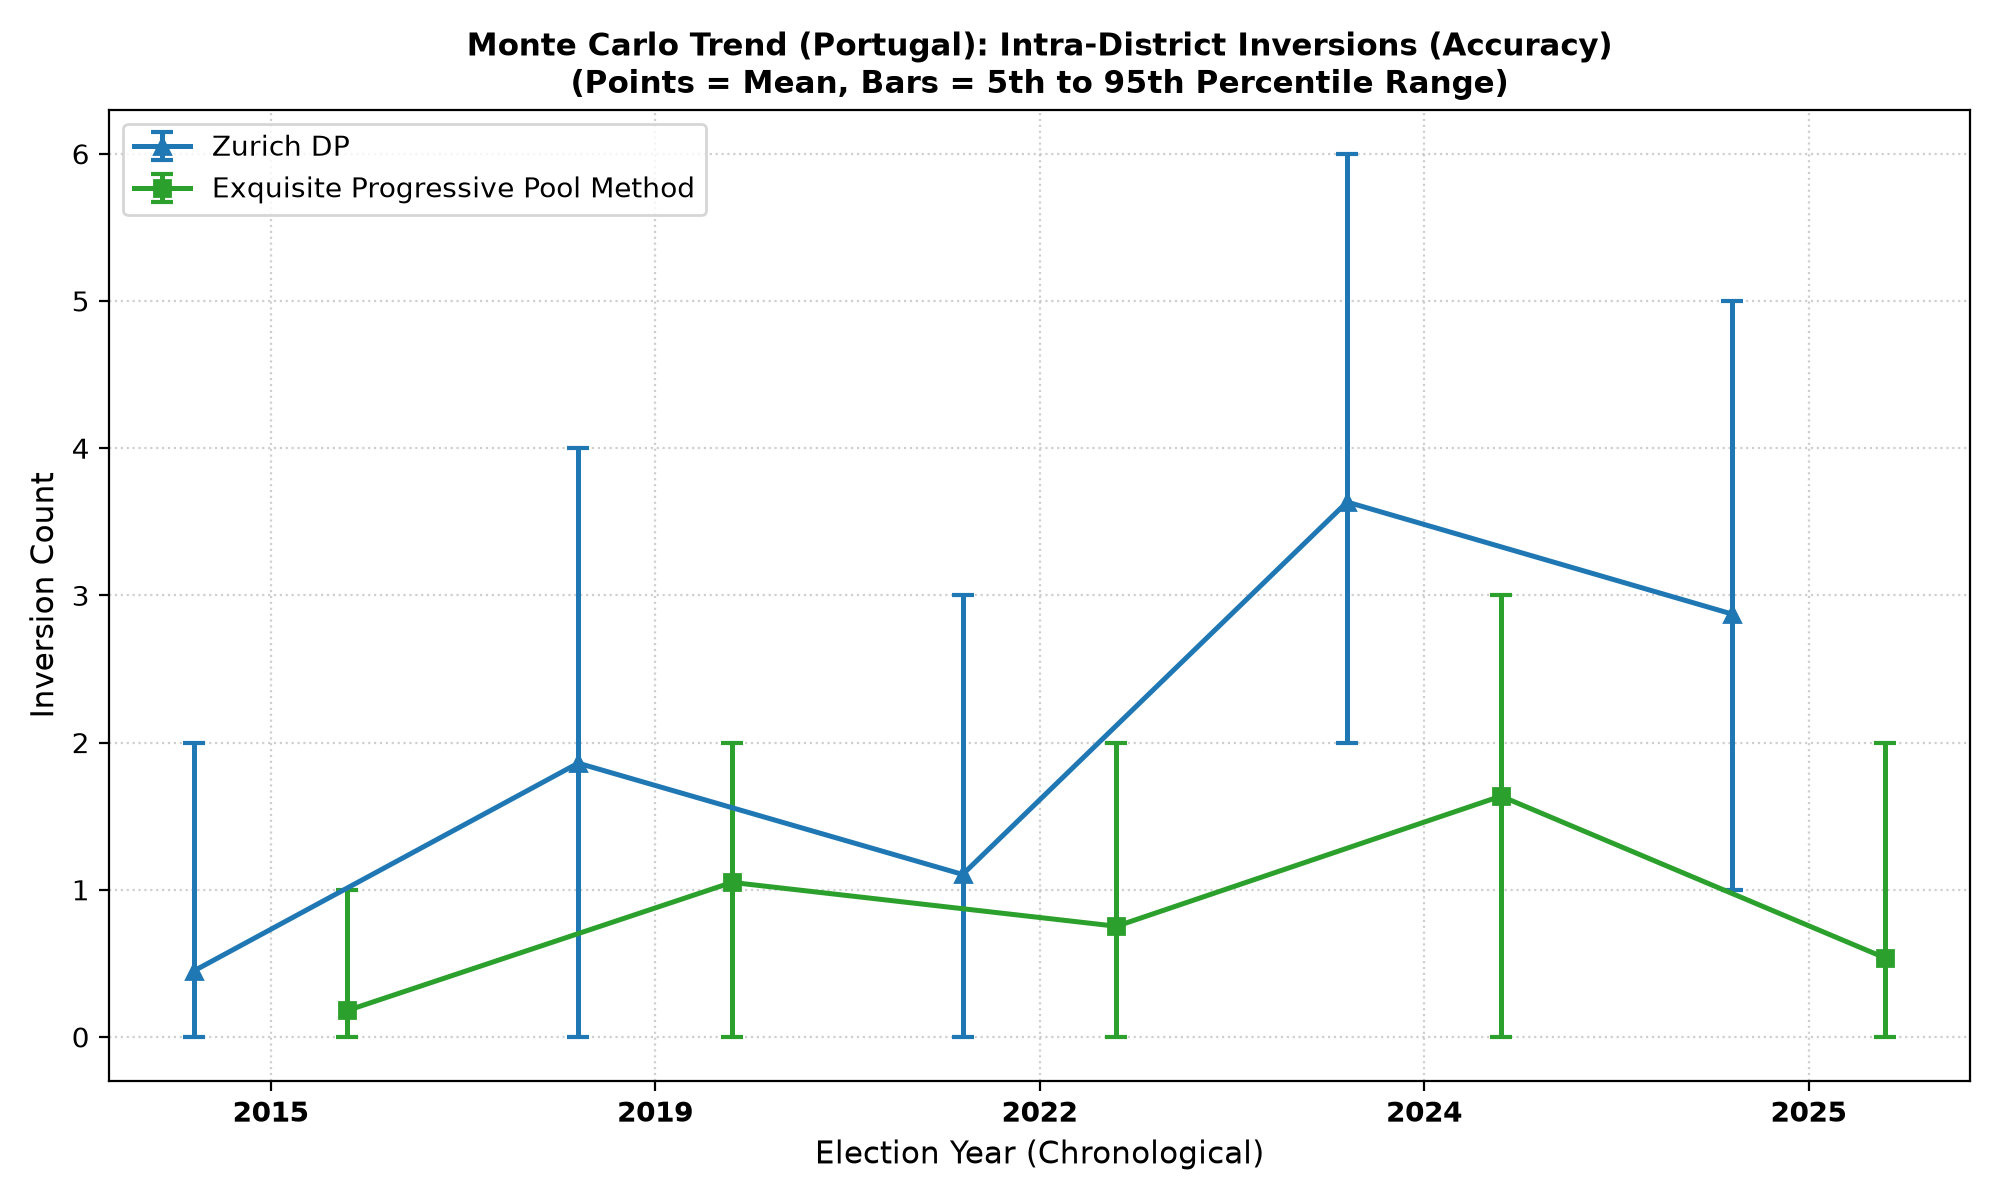 Monte Carlo Trend (Portugal): Intra-District Inversions (Accuracy)
(Points = Mean, Bars = 5th to 95th Percentile Range)
Zurich DP
Exquisite Progressive Pool Method
6
5
4
3
2
1
0
Inversion Count
2015
2019
2022
2024
2025
Election Year (Chronological)